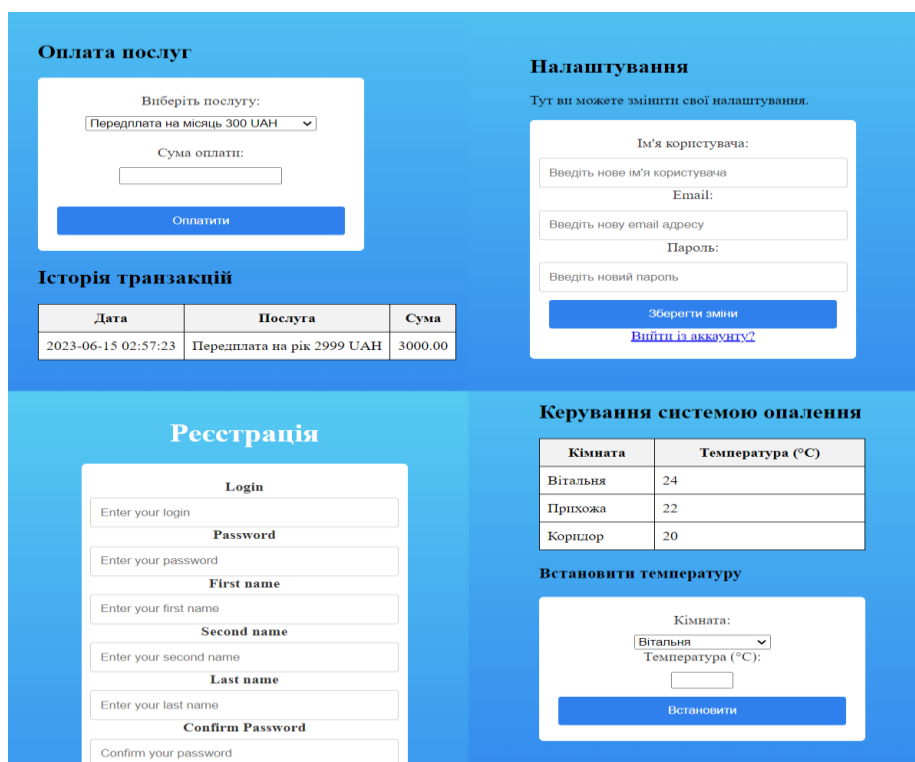 Оплата послуг
Виберіть послугу:
Передплата на місяць 300 UAH
Сума оплати:
Оплатити
Історія транзакцій
Дата Послуга Сума
2023-06-15 02:57:23 Передплата на рік 2999 UAH 3000.00
Налаштування
Тут ви можете змінити свої налаштування.
Ім'я користувача:
Введіть нове ім'я користувача
Email:
Введіть нову email адресу
Пароль:
Введіть новий пароль
Зберегти зміни
Вийти із аккаунту?
Реєстрація
Login
Enter your login
Password
Enter your password
First name
Enter your first name
Second name
Enter your second name
Last name
Enter your last name
Confirm Password
Confirm your password
Керування системою опалення
Кімната Температура (°C)
Вітальня 24
Прихожа 22
Коридор 20
Встановити температуру
Кімната:
Вітальня
Температура (°C):
Встановити